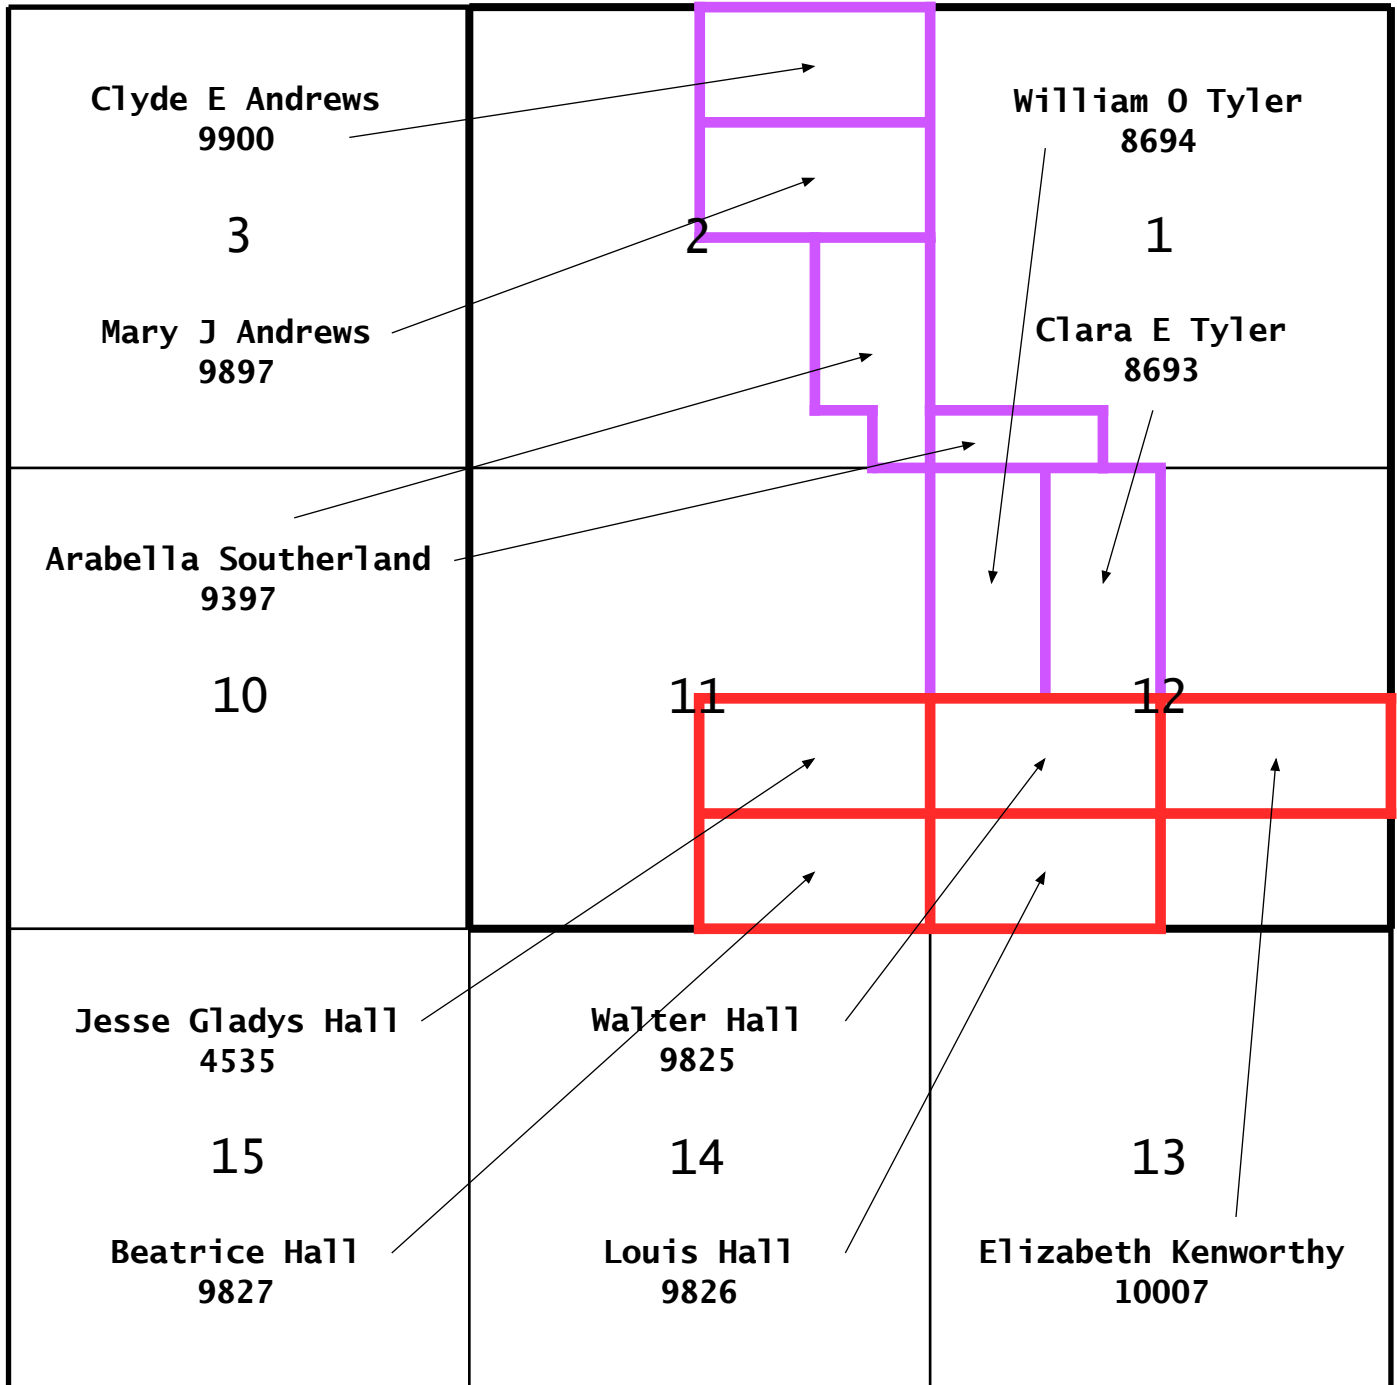 Clyde E Andrews
9900
3
Mary J Andrews
9897
2
William O Tyler
8694
1
Clara E Tyler
8693
Arabella Southerland
9397
10
11
12
Jesse Gladys Hall
4535
15
Beatrice Hall
9827
Walter Hall
9825
14
Louis Hall
9826
13
Elizabeth Kenworthy
10007